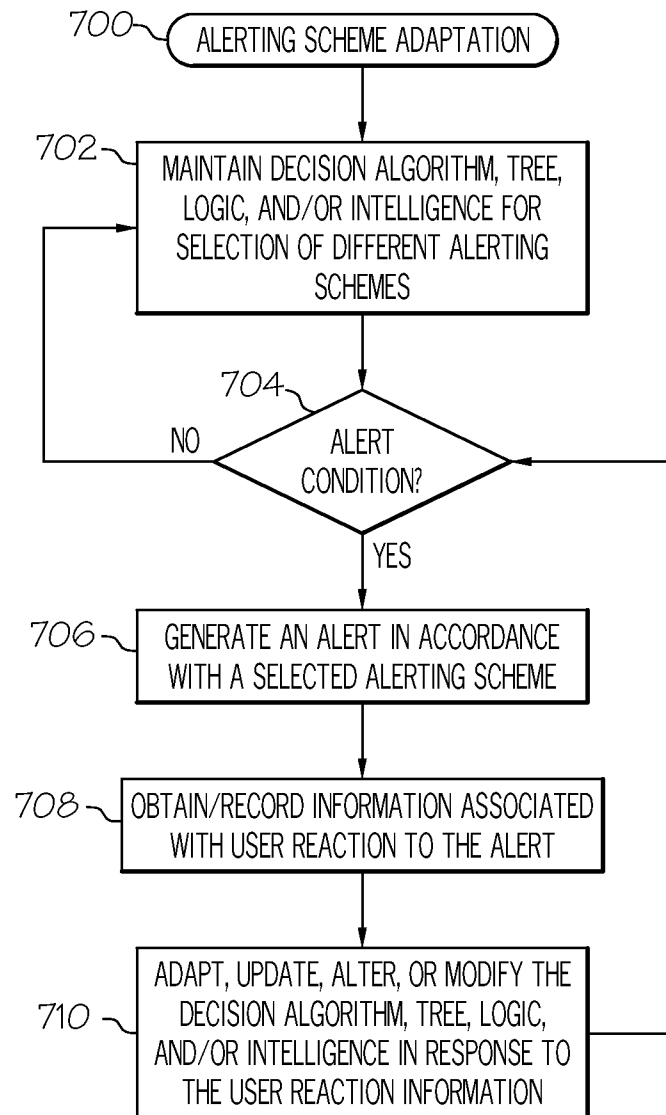 700
ALERTING SCHEME ADAPTATION
702
MAINTAIN DECISION ALGORITHM, TREE,
LOGIC, AND/OR INTELLIGENCE FOR
SELECTION OF DIFFERENT ALERTING
SCHEMES
704
NO
ALERT
CONDITION?
YES
706
GENERATE AN ALERT IN ACCORDANCE
WITH A SELECTED ALERTING SCHEME
708
OBTAIN/RECORD INFORMATION ASSOCIATED
WITH USER REACTION TO THE ALERT
710
ADAPT, UPDATE, ALTER, OR MODIFY THE
DECISION ALGORITHM, TREE, LOGIC,
AND/OR INTELLIGENCE IN RESPONSE TO
THE USER REACTION INFORMATION